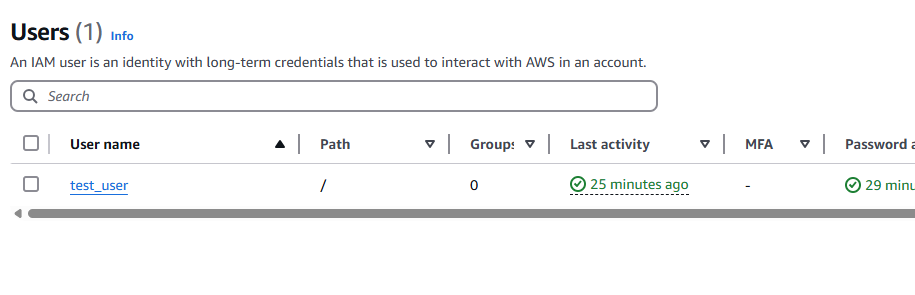 Users (1) Info
An IAM user is an identity with long-term credentials that is used to interact with AWS in an account.
Search
User name Path Groups Last activity MFA Password a
test_user / 0 25 minutes ago - 29 minu